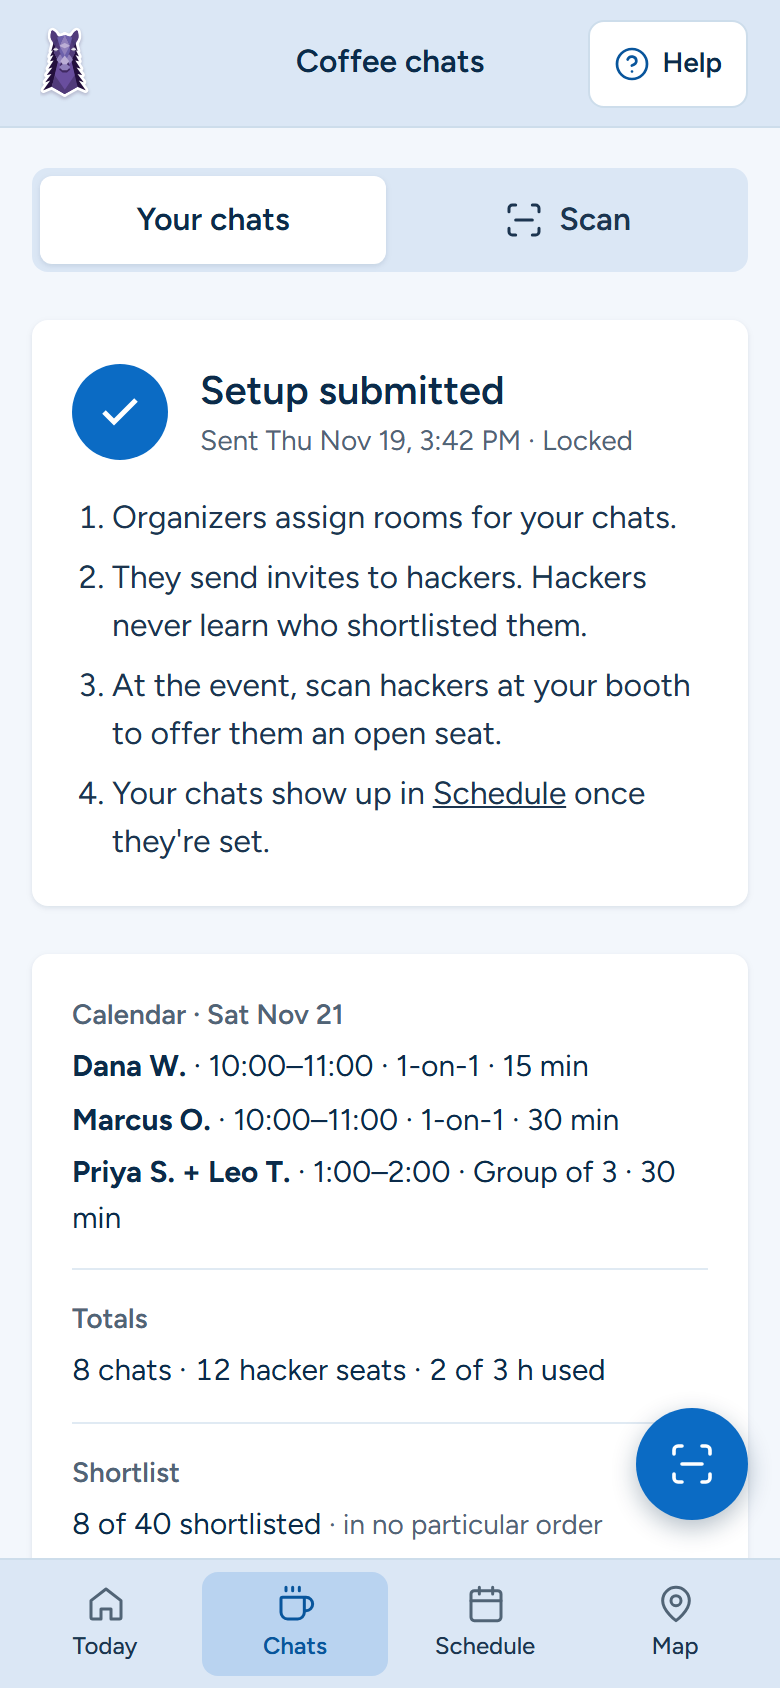 Coffee chats
Help
Your chats
Scan
Setup submitted
Sent Thu Nov 19, 3:42 PM · Locked
1. Organizers assign rooms for your chats.
2. They send invites to hackers. Hackers
never learn who shortlisted them.
3. At the event, scan hackers at your booth
to offer them an open seat.
4. Your chats show up in Schedule once
they're set.
Calendar · Sat Nov 21
Dana W. · 10:00–11:00 · 1-on-1 · 15 min
Marcus O. · 10:00–11:00 · 1-on-1 · 30 min
Priya S. + Leo T. · 1:00–2:00 · Group of 3 · 30
min
Totals
8 chats · 12 hacker seats · 2 of 3 h used
Shortlist
8 of 40 shortlisted · in no particular order
Today
Chats
Schedule
Map